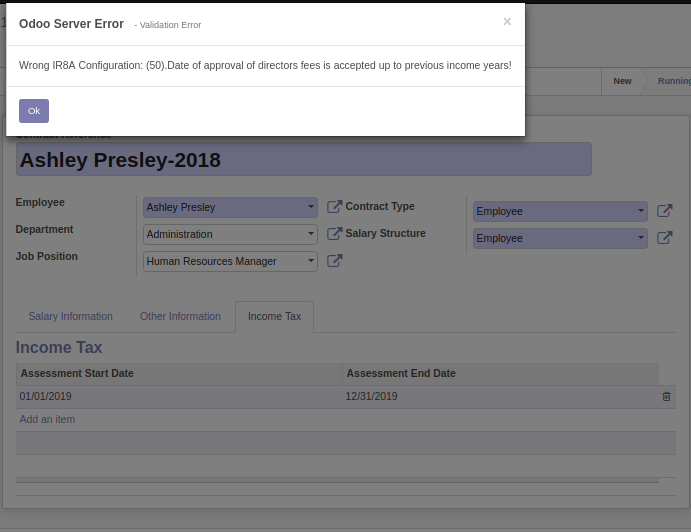 Odoo Server Error - Validation Error ×
Wrong IR8A Configuration: (50).Date of approval of directors fees is accepted up to previous income years!
Ok
New Running
Ashley Presley-2018
Employee Ashley Presley Contract Type Employee
Department Administration Salary Structure Employee
Job Position Human Resources Manager
Salary Information Other Information Income Tax
Income Tax
Assessment Start Date Assessment End Date
01/01/2019 12/31/2019
Add an item